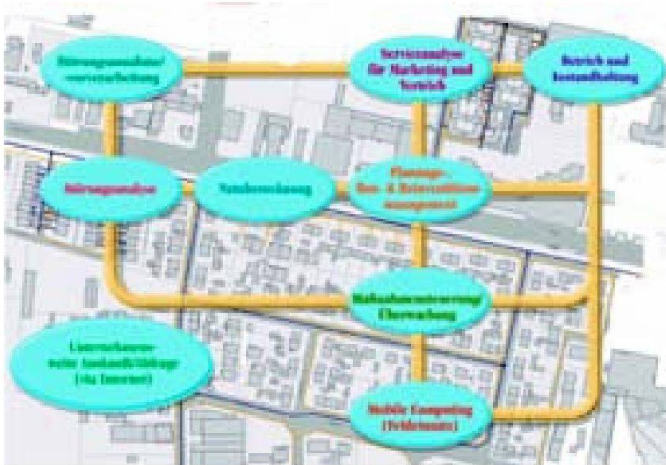 Störungsannahme/
-vorverarbeitung
Serviceanalyse
für Marketing und
Vertrieb
Betrieb und
Instandhaltung
Störungsanalyse
Netzberechnung
Planungs-,
Bau- & Reinvestitions-
management
Maßnahmensteuerung/
Überwachung
Unternehmens-
weite Auskunft/Abfrage
(via Internet)
Mobile Computing
(Feldeinsatz)